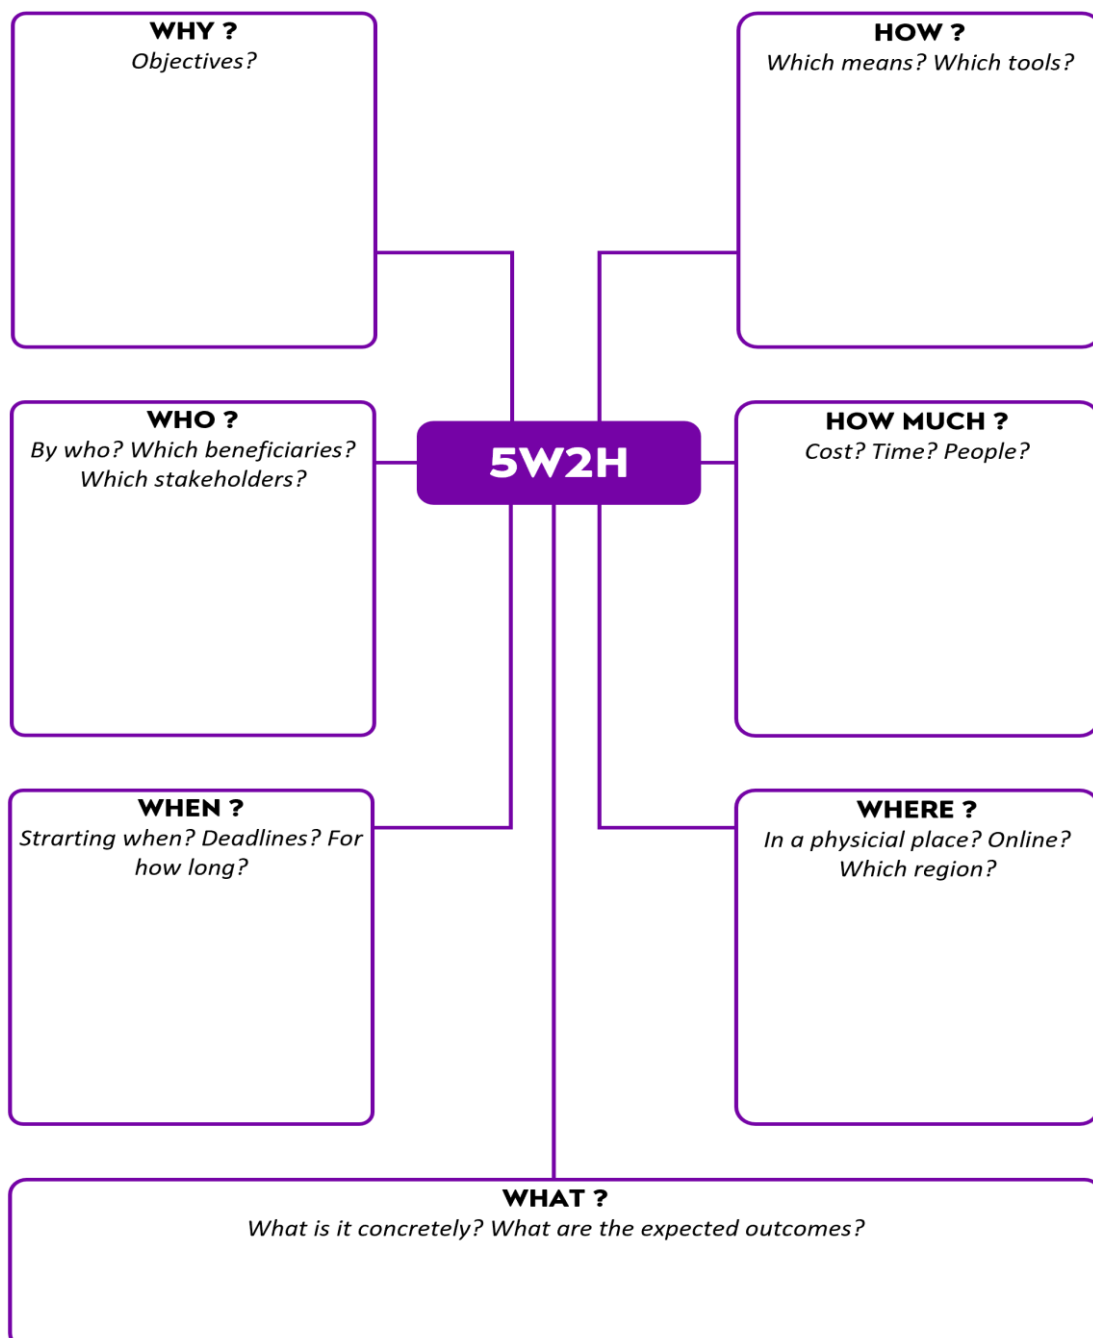 WHY ?
Objectives?
HOW ?
Which means? Which tools?
WHO ?
By who? Which beneficiaries?
Which stakeholders?
5W2H
HOW MUCH ?
Cost? Time? People?
WHEN ?
Strarting when? Deadlines? For
how long?
WHERE ?
In a physicial place? Online?
Which region?
WHAT ?
What is it concretely? What are the expected outcomes?